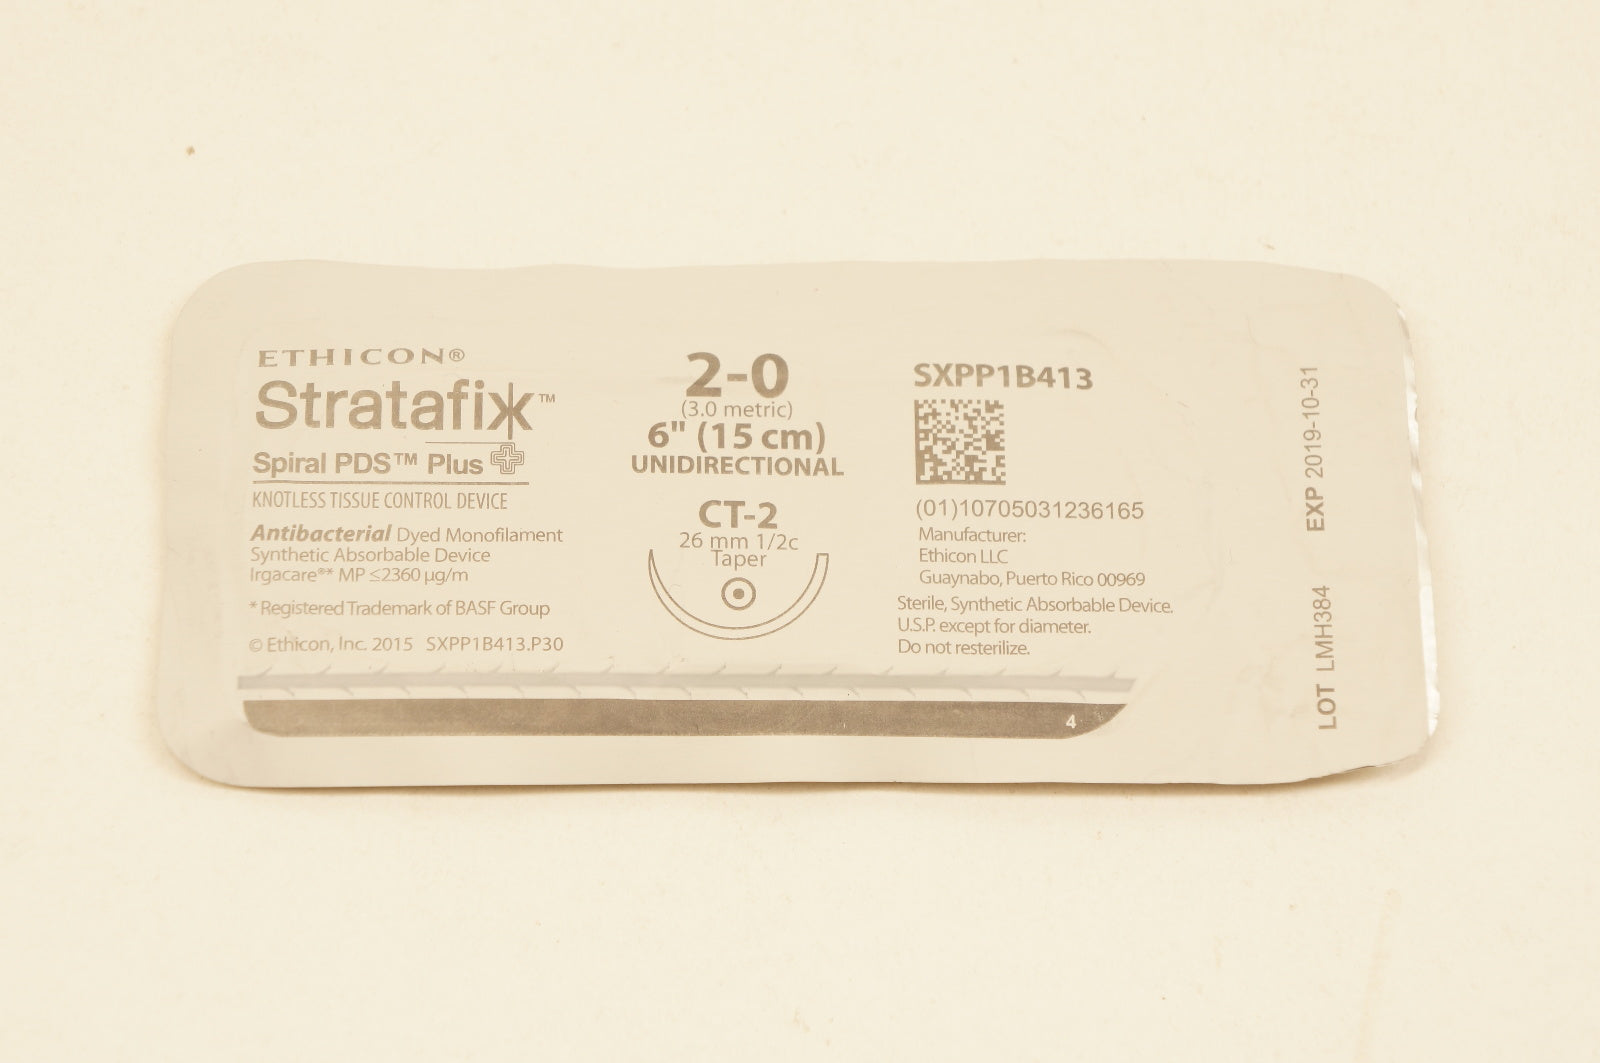 ETHICON®
Stratafix™
Spiral PDS™ Plus
KNOTLESS TISSUE CONTROL DEVICE
Antibacterial Dyed Monofilament
Synthetic Absorbable Device
Irgacare®* MP ≤2360 µg/m
* Registered Trademark of BASF Group
© Ethicon, Inc. 2015 SXPP1B413.P30
2-0
(3.0 metric)
6" (15 cm)
UNIDIRECTIONAL
CT-2
26 mm 1/2c
Taper
SXPP1B413
(01)10705031236165
Manufacturer:
Ethicon LLC
Guaynabo, Puerto Rico 00969
Sterile, Synthetic Absorbable Device.
U.S.P. except for diameter.
Do not resterilize.
4
LOT LMH384 EXP 2019-10-31